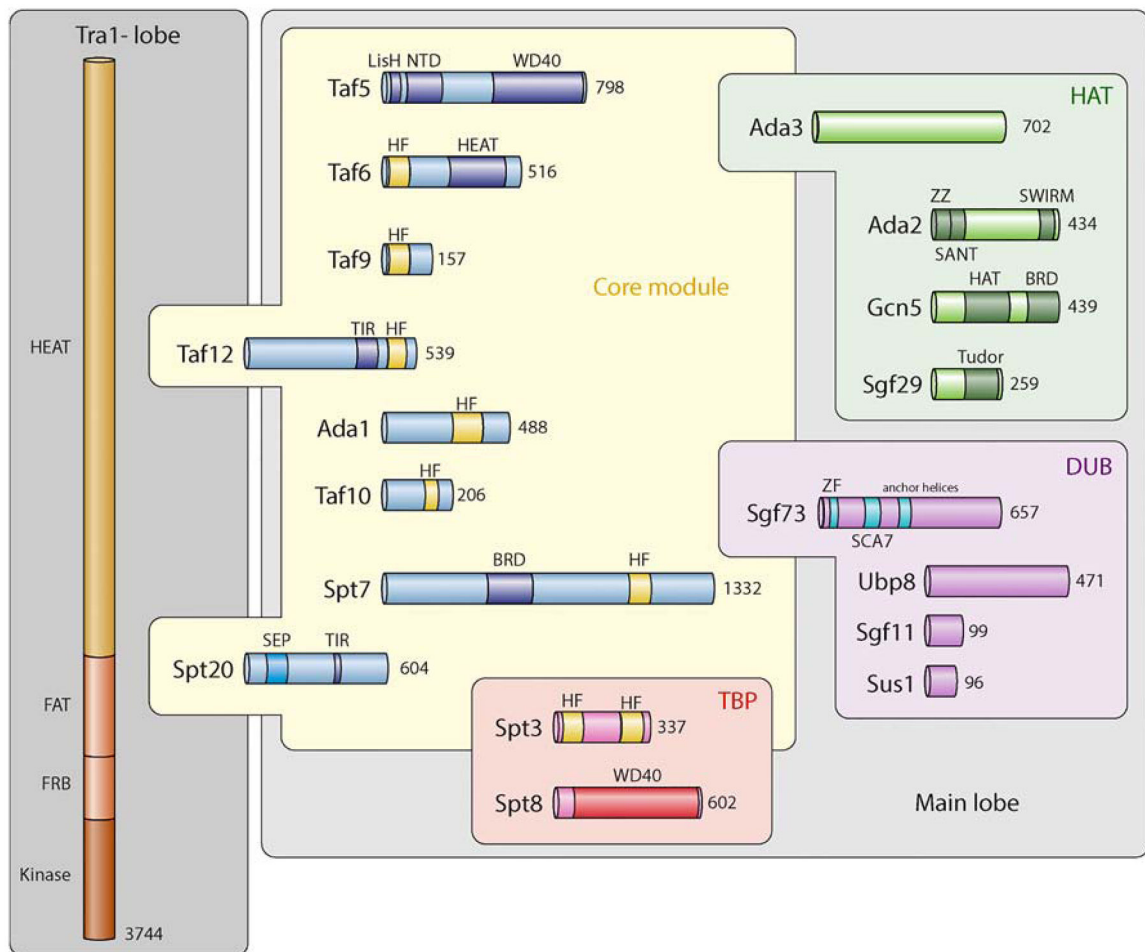 Tra1- lobe
HEAT
FAT
FRB
Kinase
3744
LisH NTD WD40
Taf5 798
HF HEAT
Taf6 516
HF
Taf9 157
Core module
TIR HF
Taf12 539
HF
Ada1 488
HF
Taf10 206
BRD HF
Spt7 1332
SEP TIR
Spt20 604
TBP
HF HF
Spt3 337
WD40
Spt8 602
HAT
Ada3 702
ZZ SWIRM
Ada2 434
SANT
HAT BRD
Gcn5 439
Tudor
Sgf29 259
DUB
ZF anchor helices
Sgf73 657
SCA7
Ubp8 471
Sgf11 99
Sus1 96
Main lobe